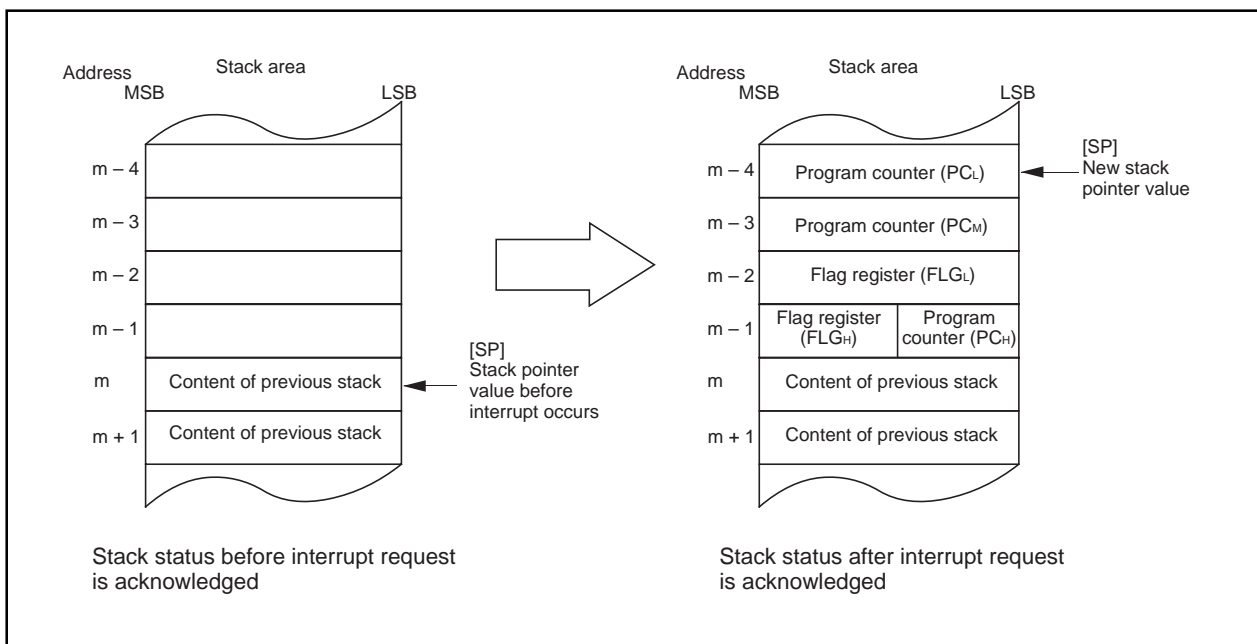 Address
MSB
Stack area
LSB
m – 4
m – 3
m – 2
m – 1
m
Content of previous stack
m + 1
Content of previous stack
[SP]
Stack pointer
value before
interrupt occurs
Stack status before interrupt request
is acknowledged
Address
MSB
Stack area
LSB
m – 4
Program counter (PCL)
[SP]
New stack
pointer value
m – 3
Program counter (PCM)
m – 2
Flag register (FLGL)
m – 1
Flag register
(FLGH)
Program
counter (PCH)
m
Content of previous stack
m + 1
Content of previous stack
Stack status after interrupt request
is acknowledged